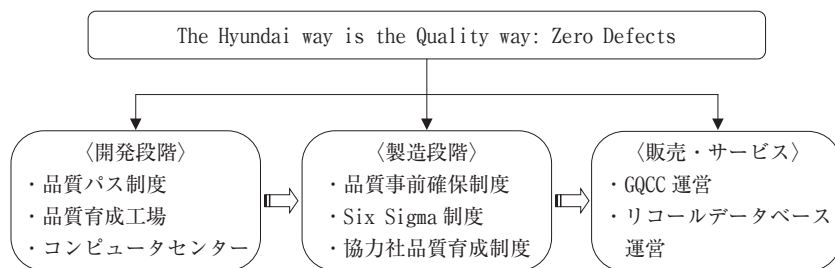 The Hyundai way is the Quality way: Zero Defects
〈開発段階〉
・品質パス制度
・品質育成工場
・コンピュータセンター
〈製造段階〉
・品質事前確保制度
・Six Sigma 制度
・協力社品質育成制度
〈販売・サービス〉
・GQCC 運営
・リコールデータベース
運営